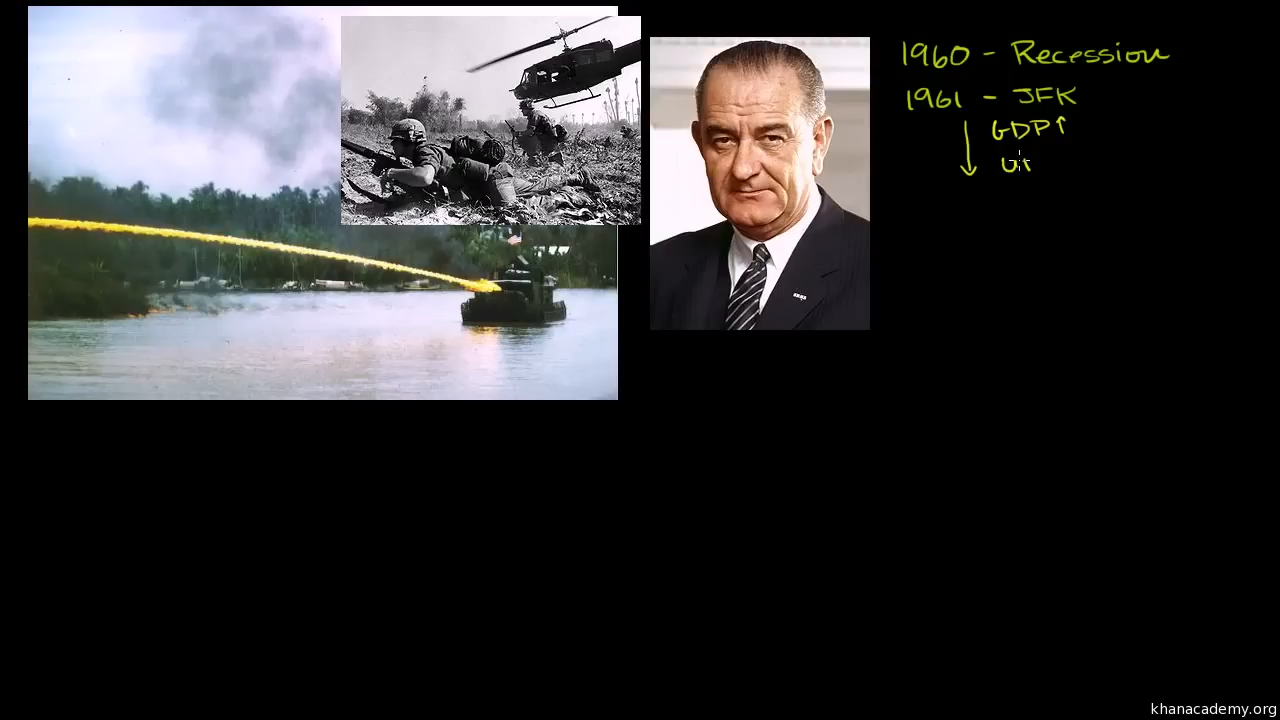 1960 - Recession
1961 - JFK
GDP↑
khanacademy.org